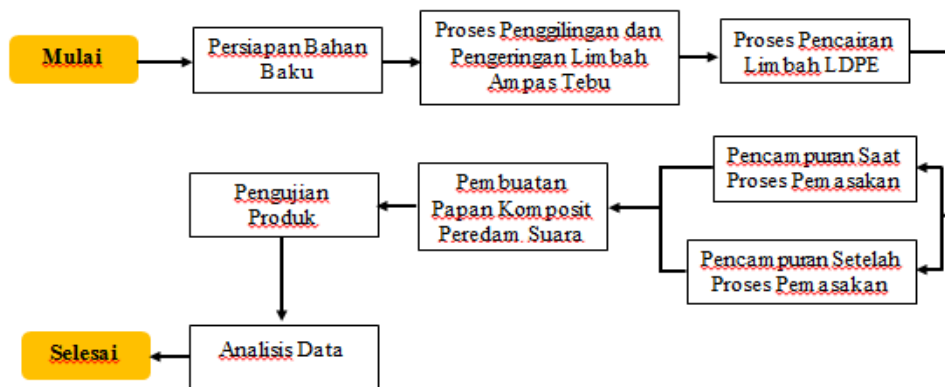 Mulai
Persiapan Bahan
Baku
Proses Penggilingan dan
Pengeringan Limbah
Ampas Tebu
Proses Pencairan
Limbah LDPE
Pencampuran Saat
Proses Pemasakan
Pencampuran Setelah
Proses Pemasakan
Pembuatan
Papan Komposit
Peredam Suara
Pengujian
Produk
Analisis Data
Selesai